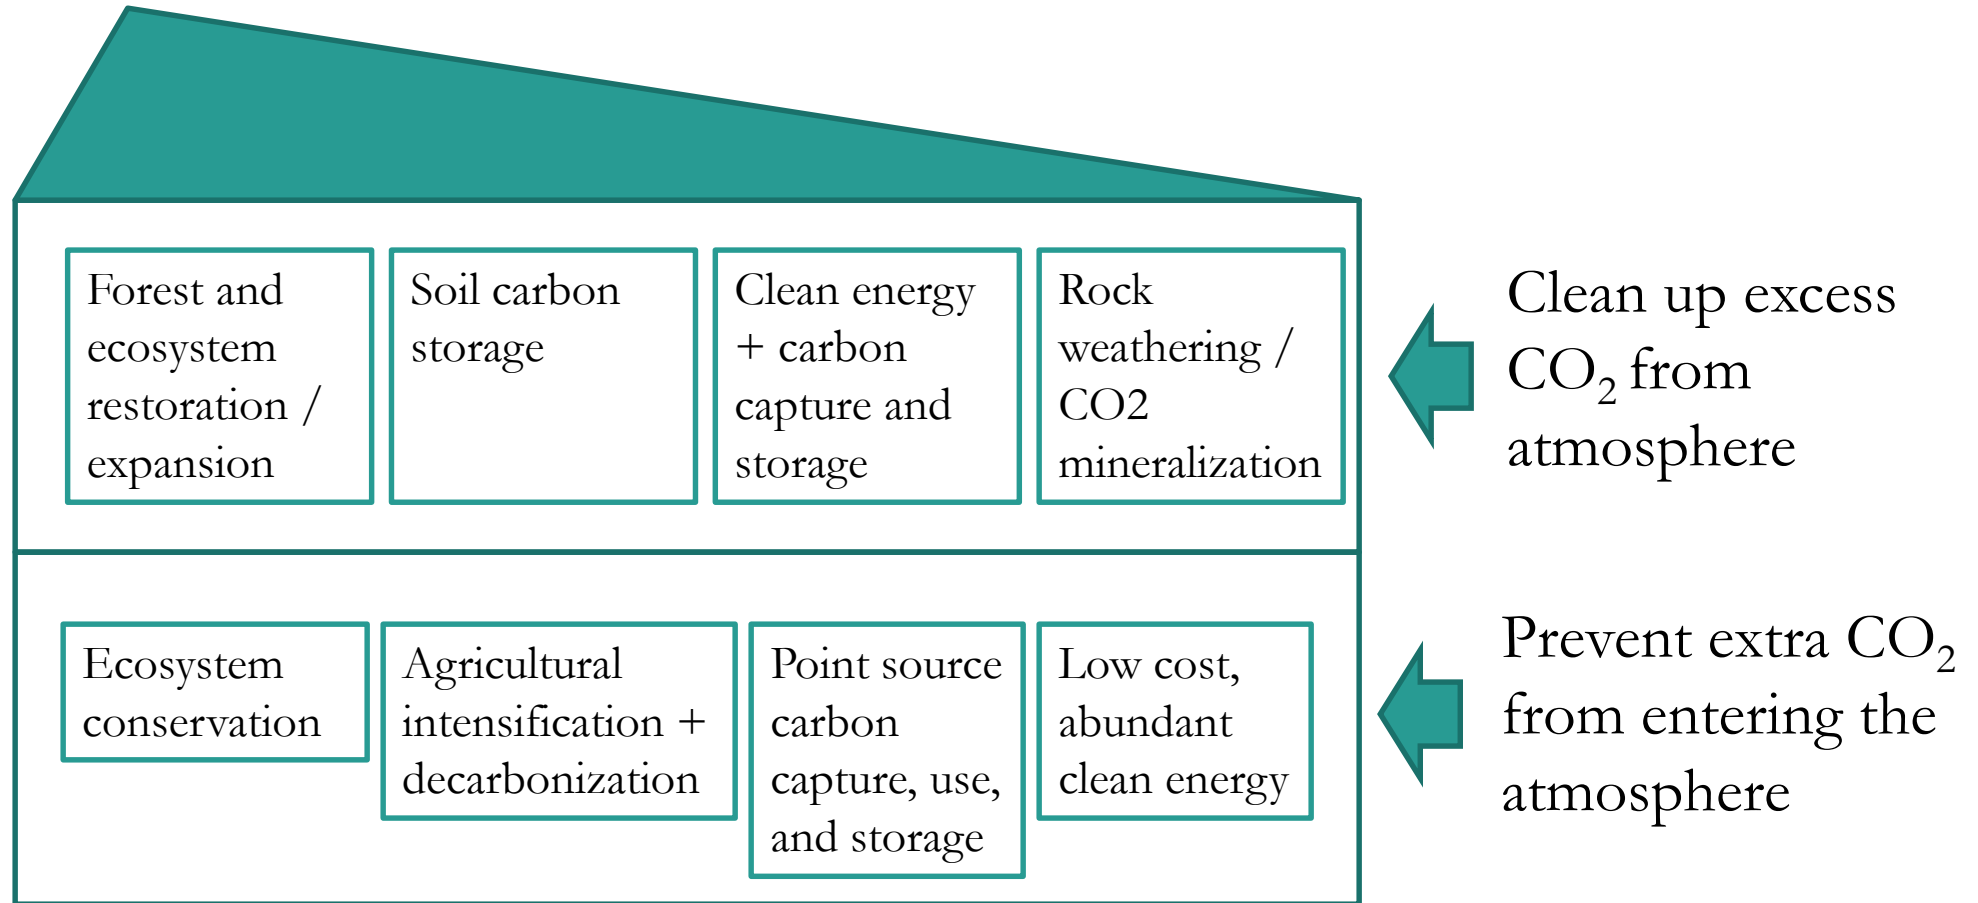 Forest and
ecosystem
restoration /
expansion
Soil carbon
storage
Clean energy
+ carbon
capture and
storage
Rock
weathering /
CO2
mineralization
Clean up excess
CO₂ from
atmosphere
Ecosystem
conservation
Agricultural
intensification +
decarbonization
Point source
carbon
capture, use,
and storage
Low cost,
abundant
clean energy
Prevent extra CO₂
from entering the
atmosphere